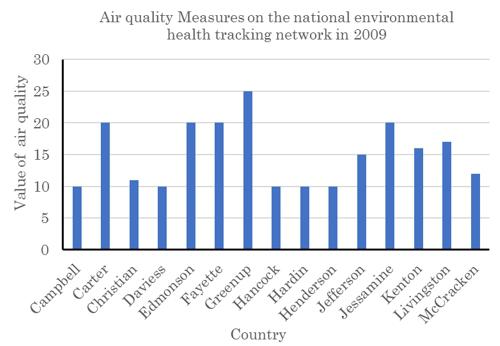 Air quality Measures on the national environmental
health tracking network in 2009
Value of air quality
30
25
20
15
10
5
0
Campbell
Carter
Christian
Daviess
Edmonson
Fayette
Greenup
Hancock
Hardin
Henderson
Jefferson
Jessamine
Kenton
Livingston
McCracken
Country